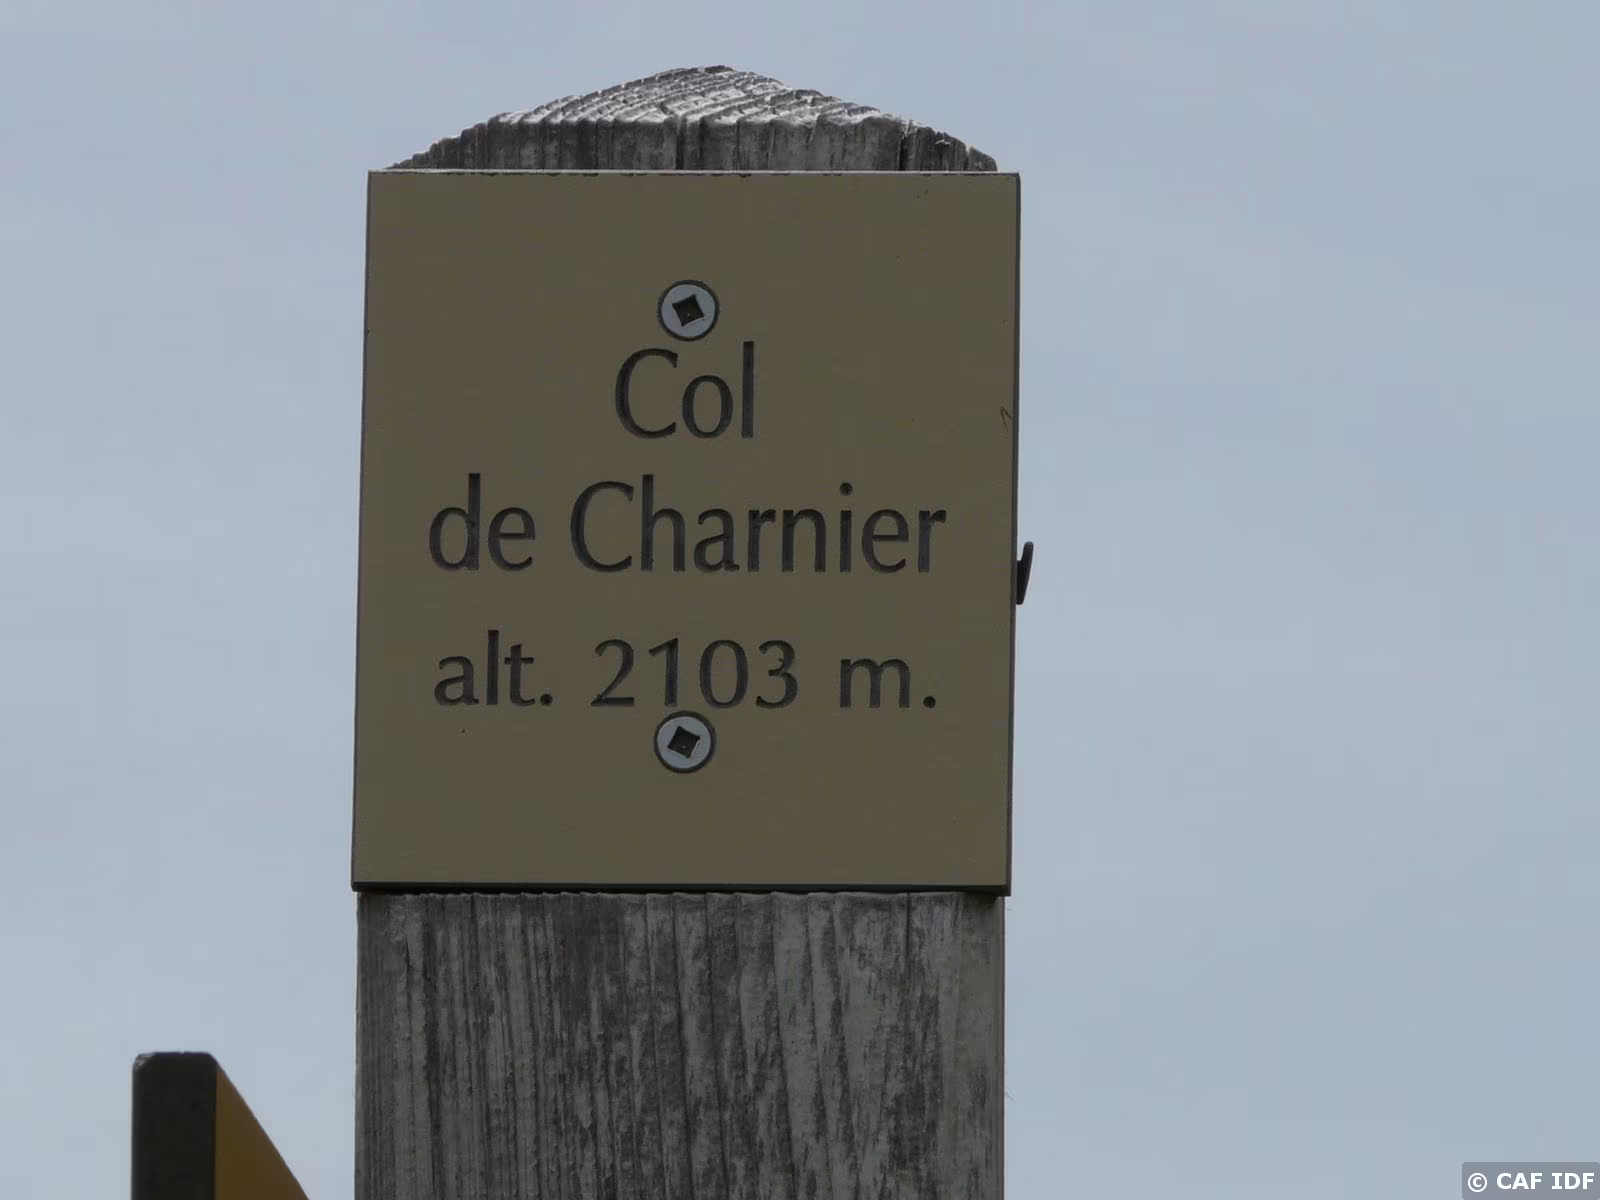 Col
de Charnier
alt. 2103 m.
© CAF IDF